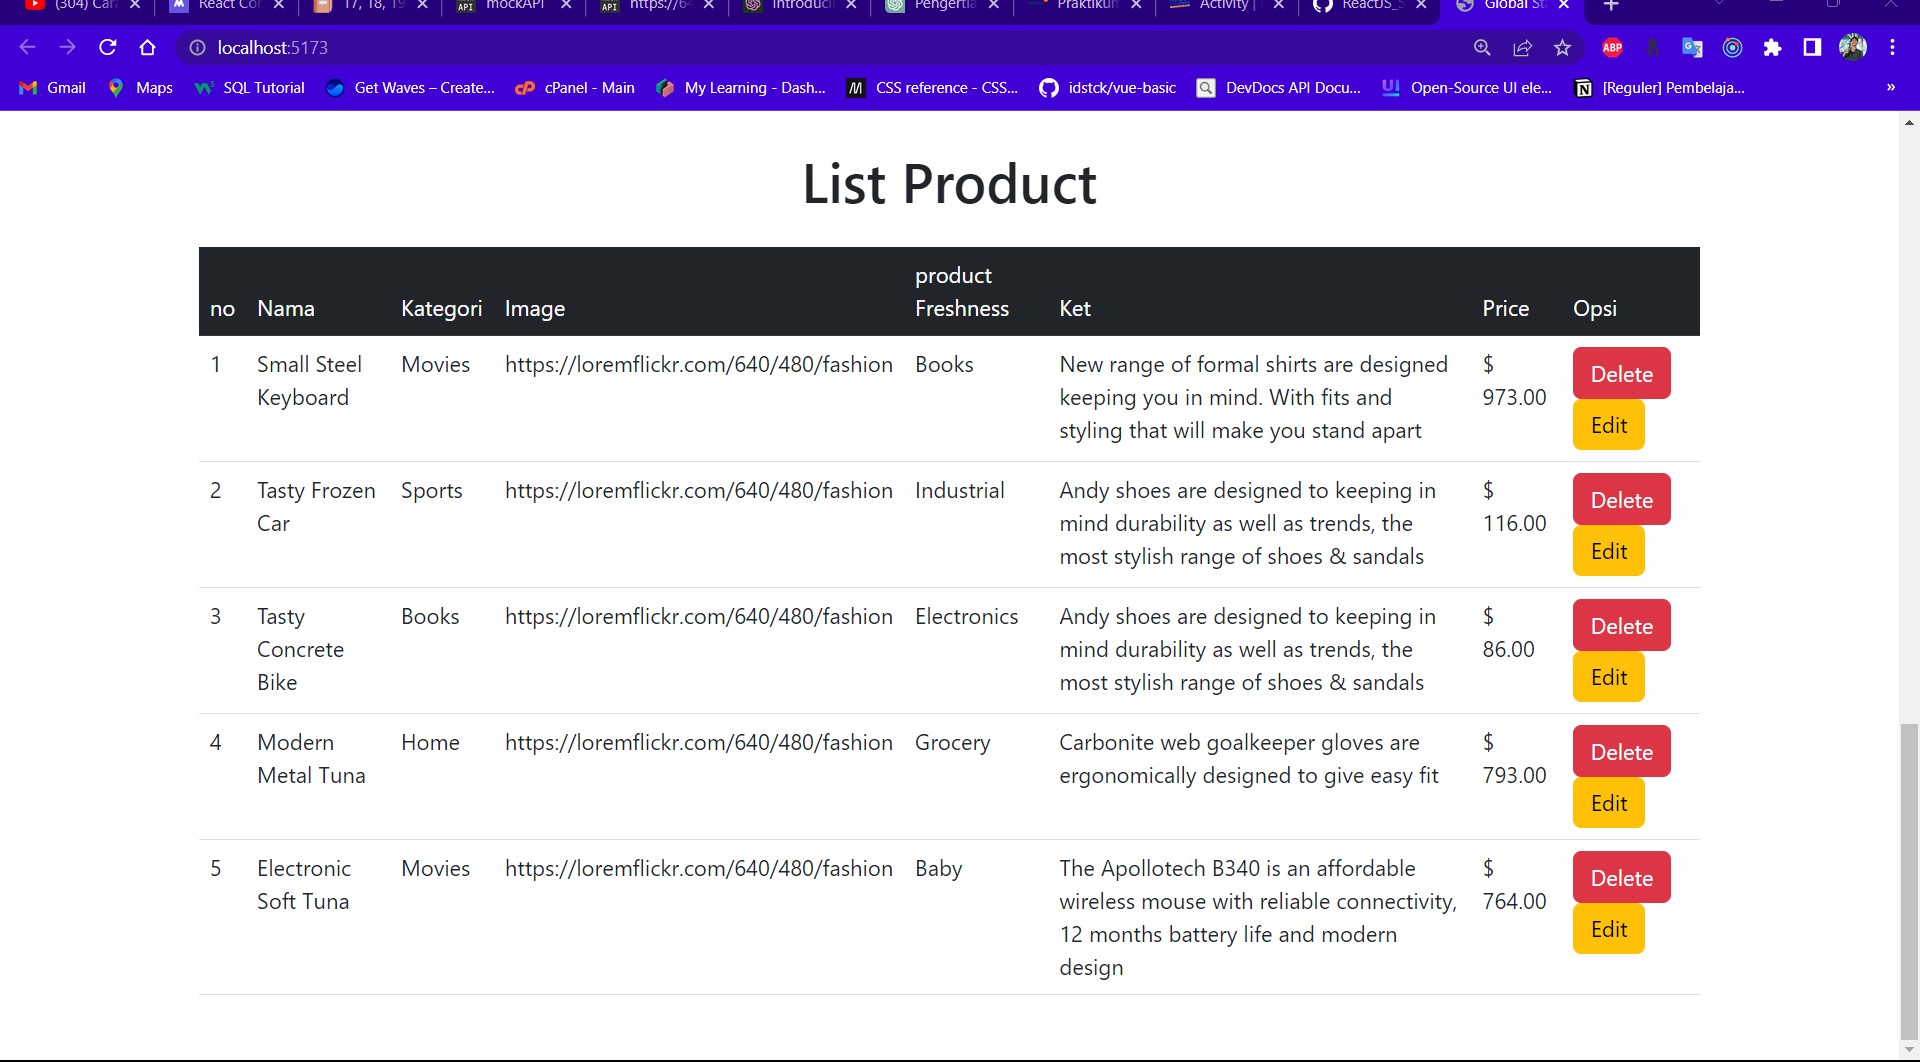 (304) Car
React Co
17, 18, 19
mockAPI
https://64
Introduci
Pengertia
Praktikun
Activity |
ReactJS_S
Global St
localhost:5173
ABP
Gmail
Maps
SQL Tutorial
Get Waves – Create...
cPanel - Main
My Learning - Dash...
CSS reference - CSS...
idstck/vue-basic
DevDocs API Docu...
Open-Source UI ele...
[Reguler] Pembelaja...
»
List Product
no Nama Kategori Image product Freshness Ket Price Opsi
1 Small Steel Keyboard Movies https://loremflickr.com/640/480/fashion Books New range of formal shirts are designed keeping you in mind. With fits and styling that will make you stand apart $ 973.00 Delete Edit
2 Tasty Frozen Car Sports https://loremflickr.com/640/480/fashion Industrial Andy shoes are designed to keeping in mind durability as well as trends, the most stylish range of shoes & sandals $ 116.00 Delete Edit
3 Tasty Concrete Bike Books https://loremflickr.com/640/480/fashion Electronics Andy shoes are designed to keeping in mind durability as well as trends, the most stylish range of shoes & sandals $ 86.00 Delete Edit
4 Modern Metal Tuna Home https://loremflickr.com/640/480/fashion Grocery Carbonite web goalkeeper gloves are ergonomically designed to give easy fit $ 793.00 Delete Edit
5 Electronic Soft Tuna Movies https://loremflickr.com/640/480/fashion Baby The Apollotech B340 is an affordable wireless mouse with reliable connectivity, 12 months battery life and modern design $ 764.00 Delete Edit